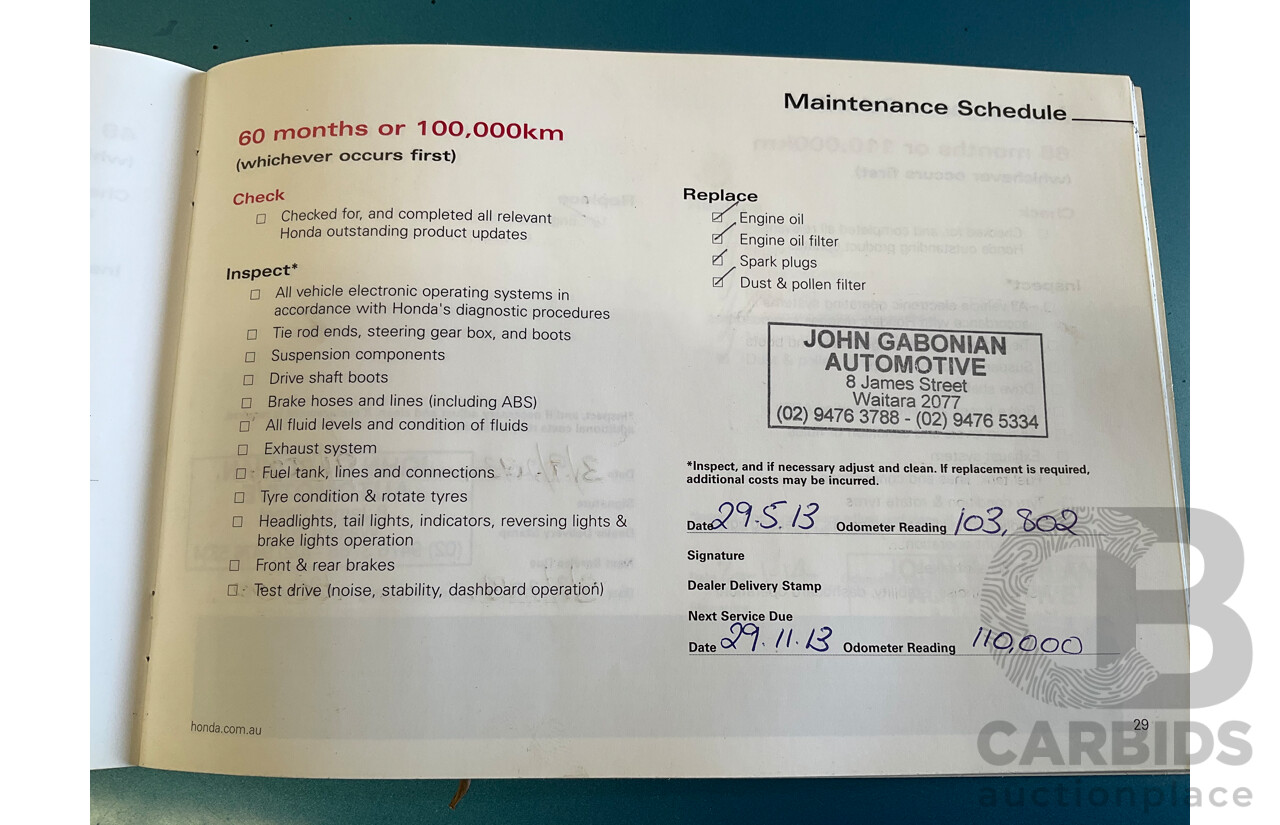 Maintenance Schedule
60 months or 100,000km
(whichever occurs first)
Check
Checked for, and completed all relevant
Honda outstanding product updates
Inspect*
All vehicle electronic operating systems in
accordance with Honda's diagnostic procedures
Tie rod ends, steering gear box, and boots
Suspension components
Drive shaft boots
Brake hoses and lines (including ABS)
All fluid levels and condition of fluids
Exhaust system
Fuel tank, lines and connections
Tyre condition & rotate tyres
Headlights, tail lights, indicators, reversing lights &
brake lights operation
Front & rear brakes
Test drive (noise, stability, dashboard operation)
Replace
Engine oil
Engine oil filter
Spark plugs
Dust & pollen filter
JOHN GABONIAN
AUTOMOTIVE
8 James Street
Waitara 2077
(02) 9476 3788 - (02) 9476 5334
*Inspect, and if necessary adjust and clean. If replacement is required,
additional costs may be incurred.
Date 29.5.13 Odometer Reading 103,802
Signature
Dealer Delivery Stamp
Next Service Due
Date 29.11.13 Odometer Reading 110,000
honda.com.au
29
CARBIDS
auctionplace